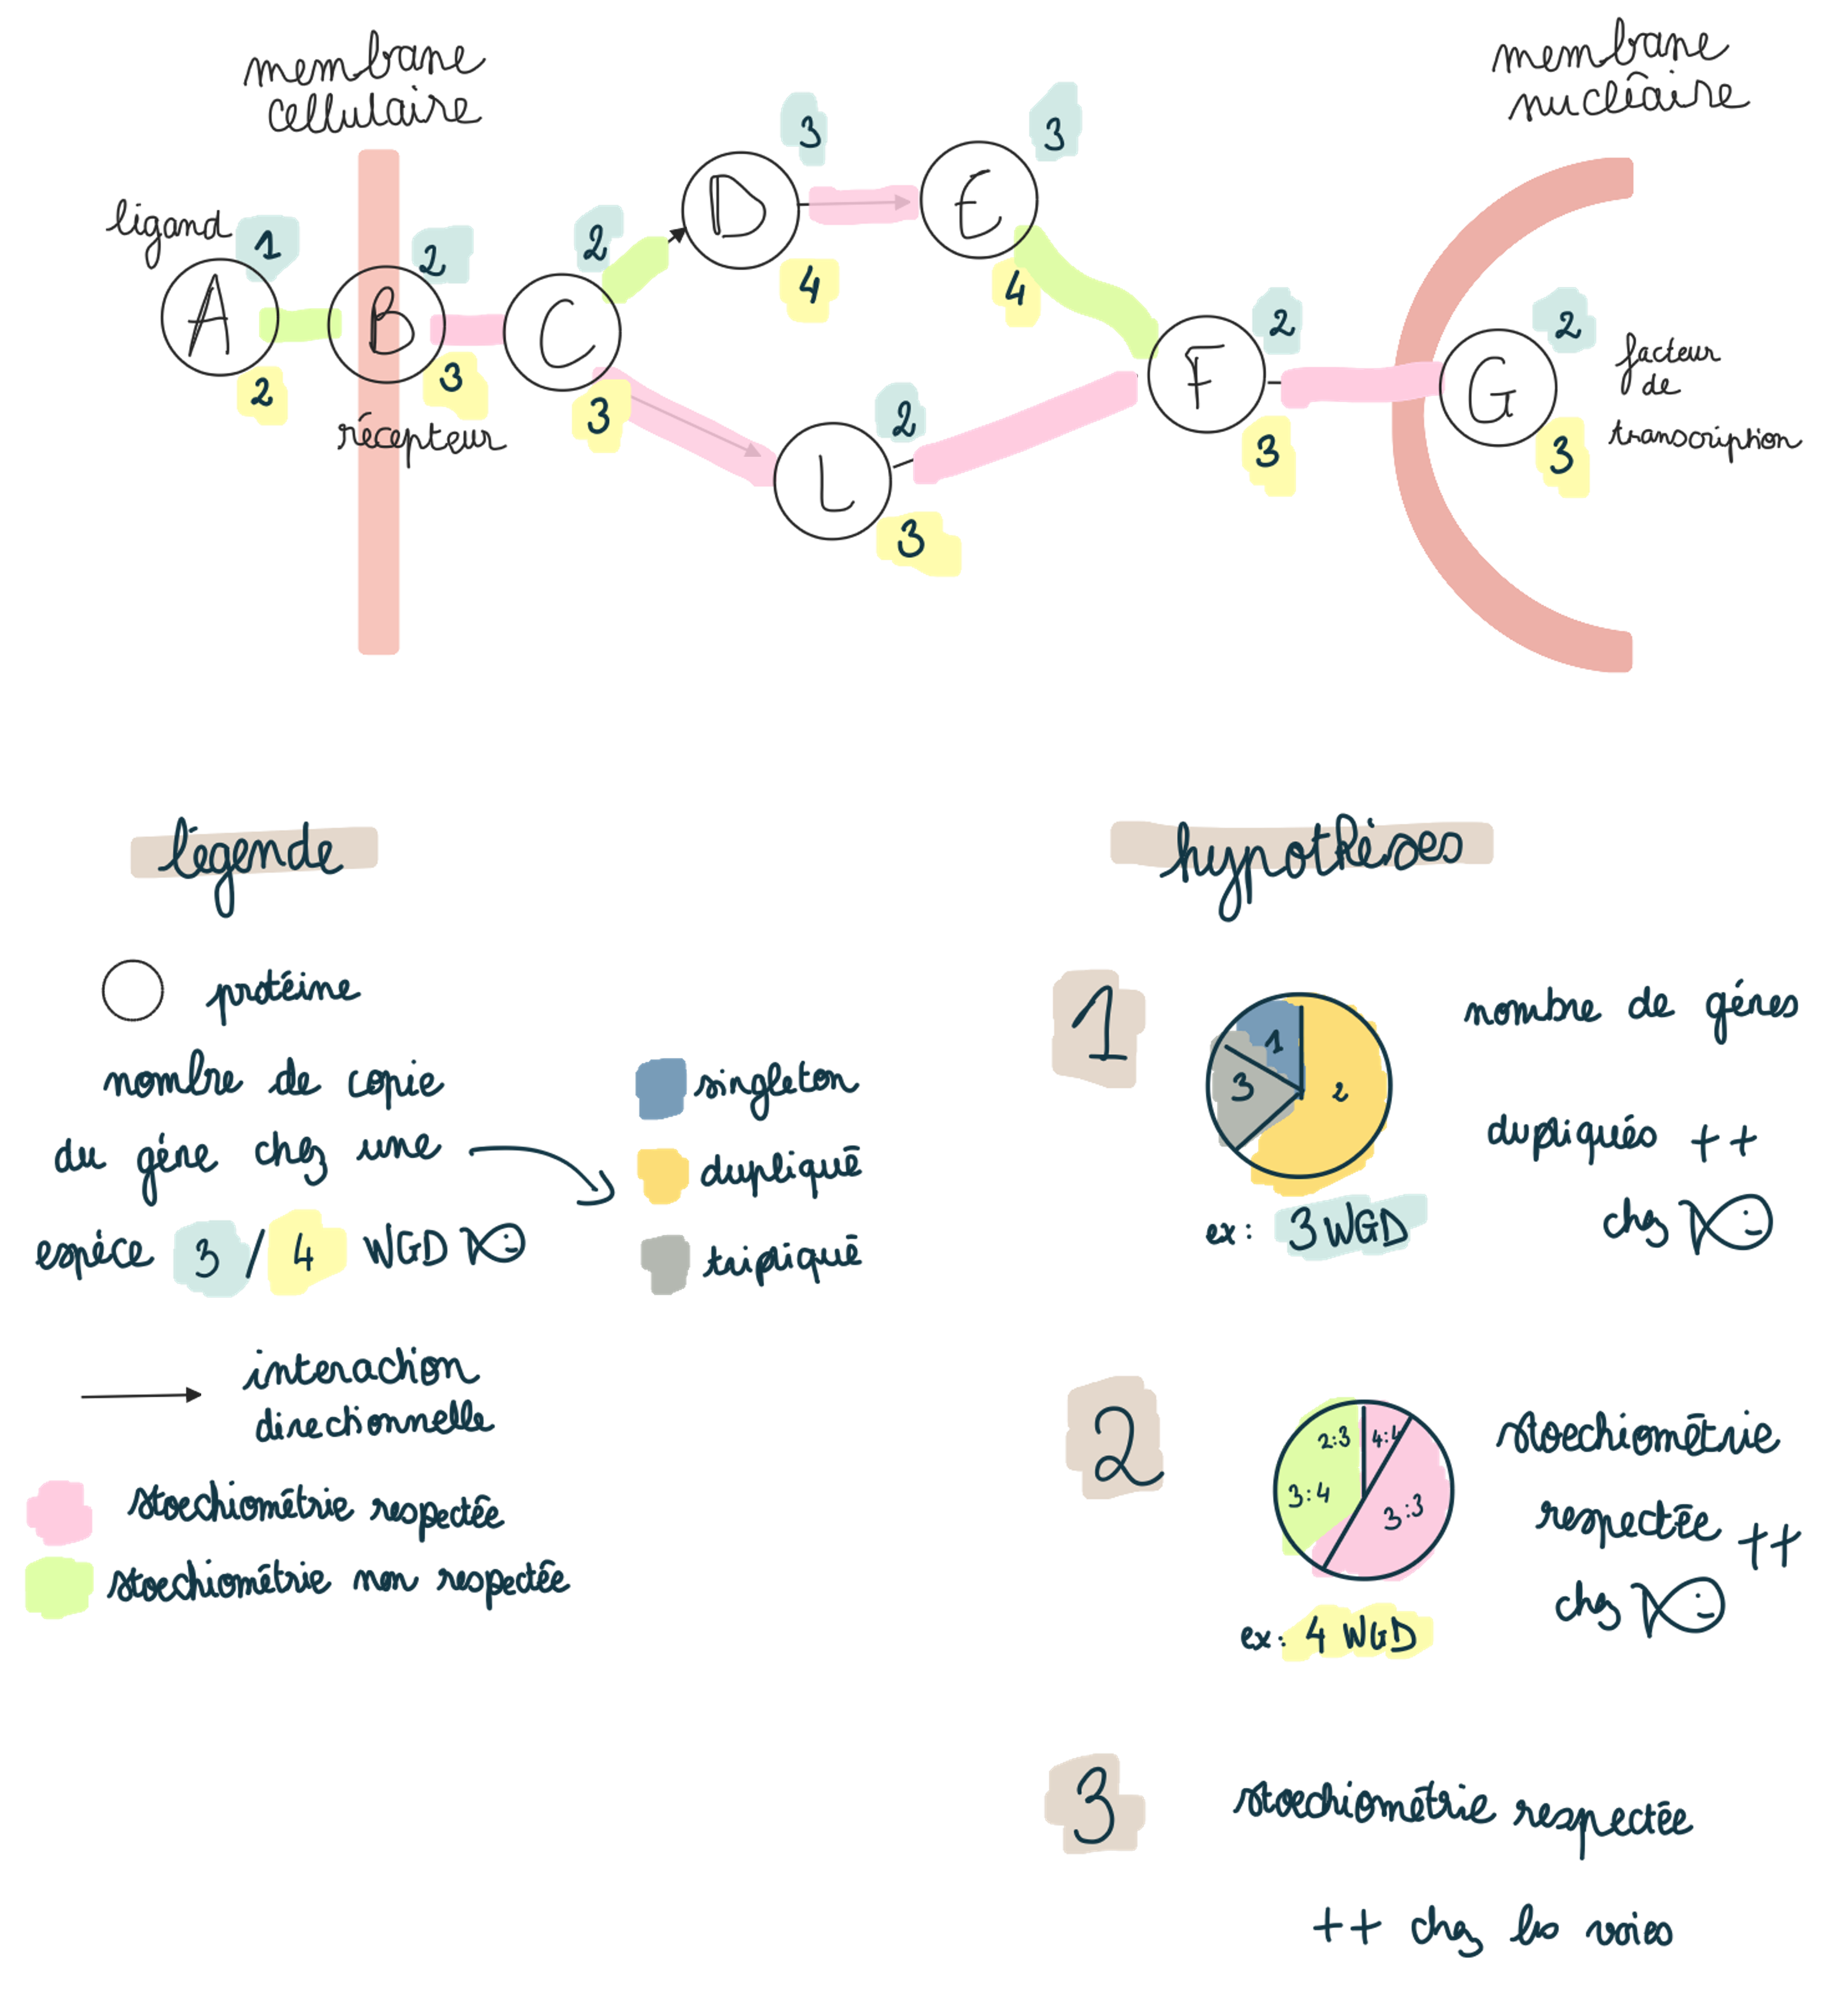 membrane
cellulaire
membrane
nucléaire
ligand
1
A
2
2
B
3
récepteur
2
C
3
3
D
4
3
E
4
2
L
3
2
F
3
2
G
3
facteur
de
transcription
légende
protéine
nombre de copie
du gène chez une
espèce 3/4 WGD
singleton
dupliqué
tripliqué
interaction
directionnelle
stoechiométrie respectée
stoechiométrie non respectée
hypothèses
1
1
3
2
ex: 3 WGD
nombre de gènes
dupliqués ++
chez
2
2:3
4:4
3:4
3:3
ex: 4 WGD
stoechiométrie
respectée ++
chez
3
stoechiométrie respectée
++ chez les voies